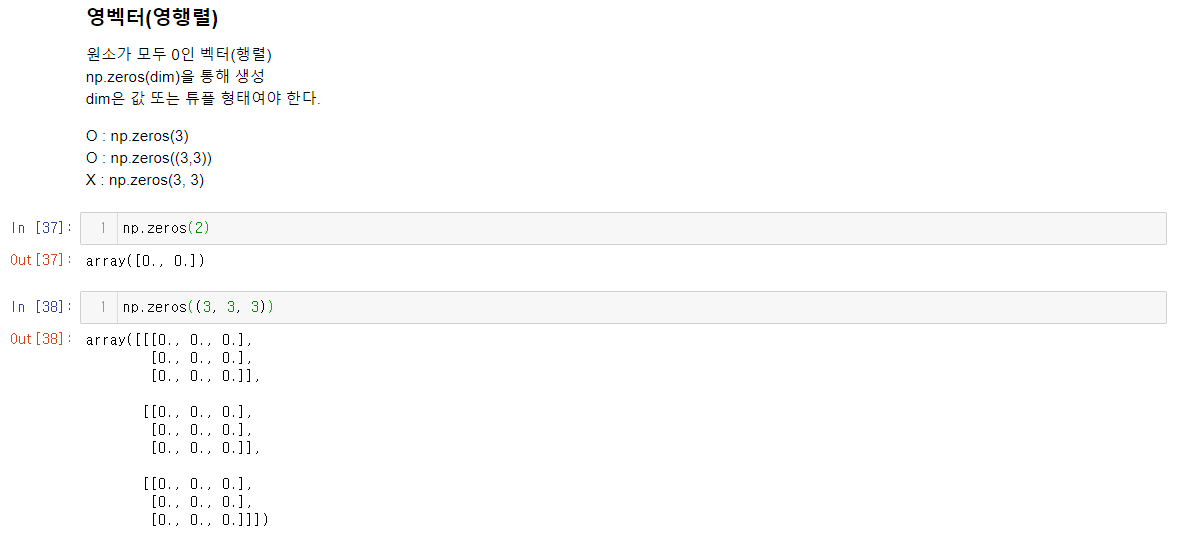 영벡터(영행렬)
원소가 모두 0인 벡터(행렬)
np.zeros(dim)을 통해 생성
dim은 값 또는 튜플 형태여야 한다.
O : np.zeros(3)
O : np.zeros((3,3))
X : np.zeros(3, 3)
In [37]: 1 np.zeros(2)
Out[37]: array([0., 0.])
In [38]: 1 np.zeros((3, 3, 3))
Out[38]: array([[[0., 0., 0.],
[0., 0., 0.],
[0., 0., 0.]],
[[0., 0., 0.],
[0., 0., 0.],
[0., 0., 0.]],
[[0., 0., 0.],
[0., 0., 0.],
[0., 0., 0.]]])